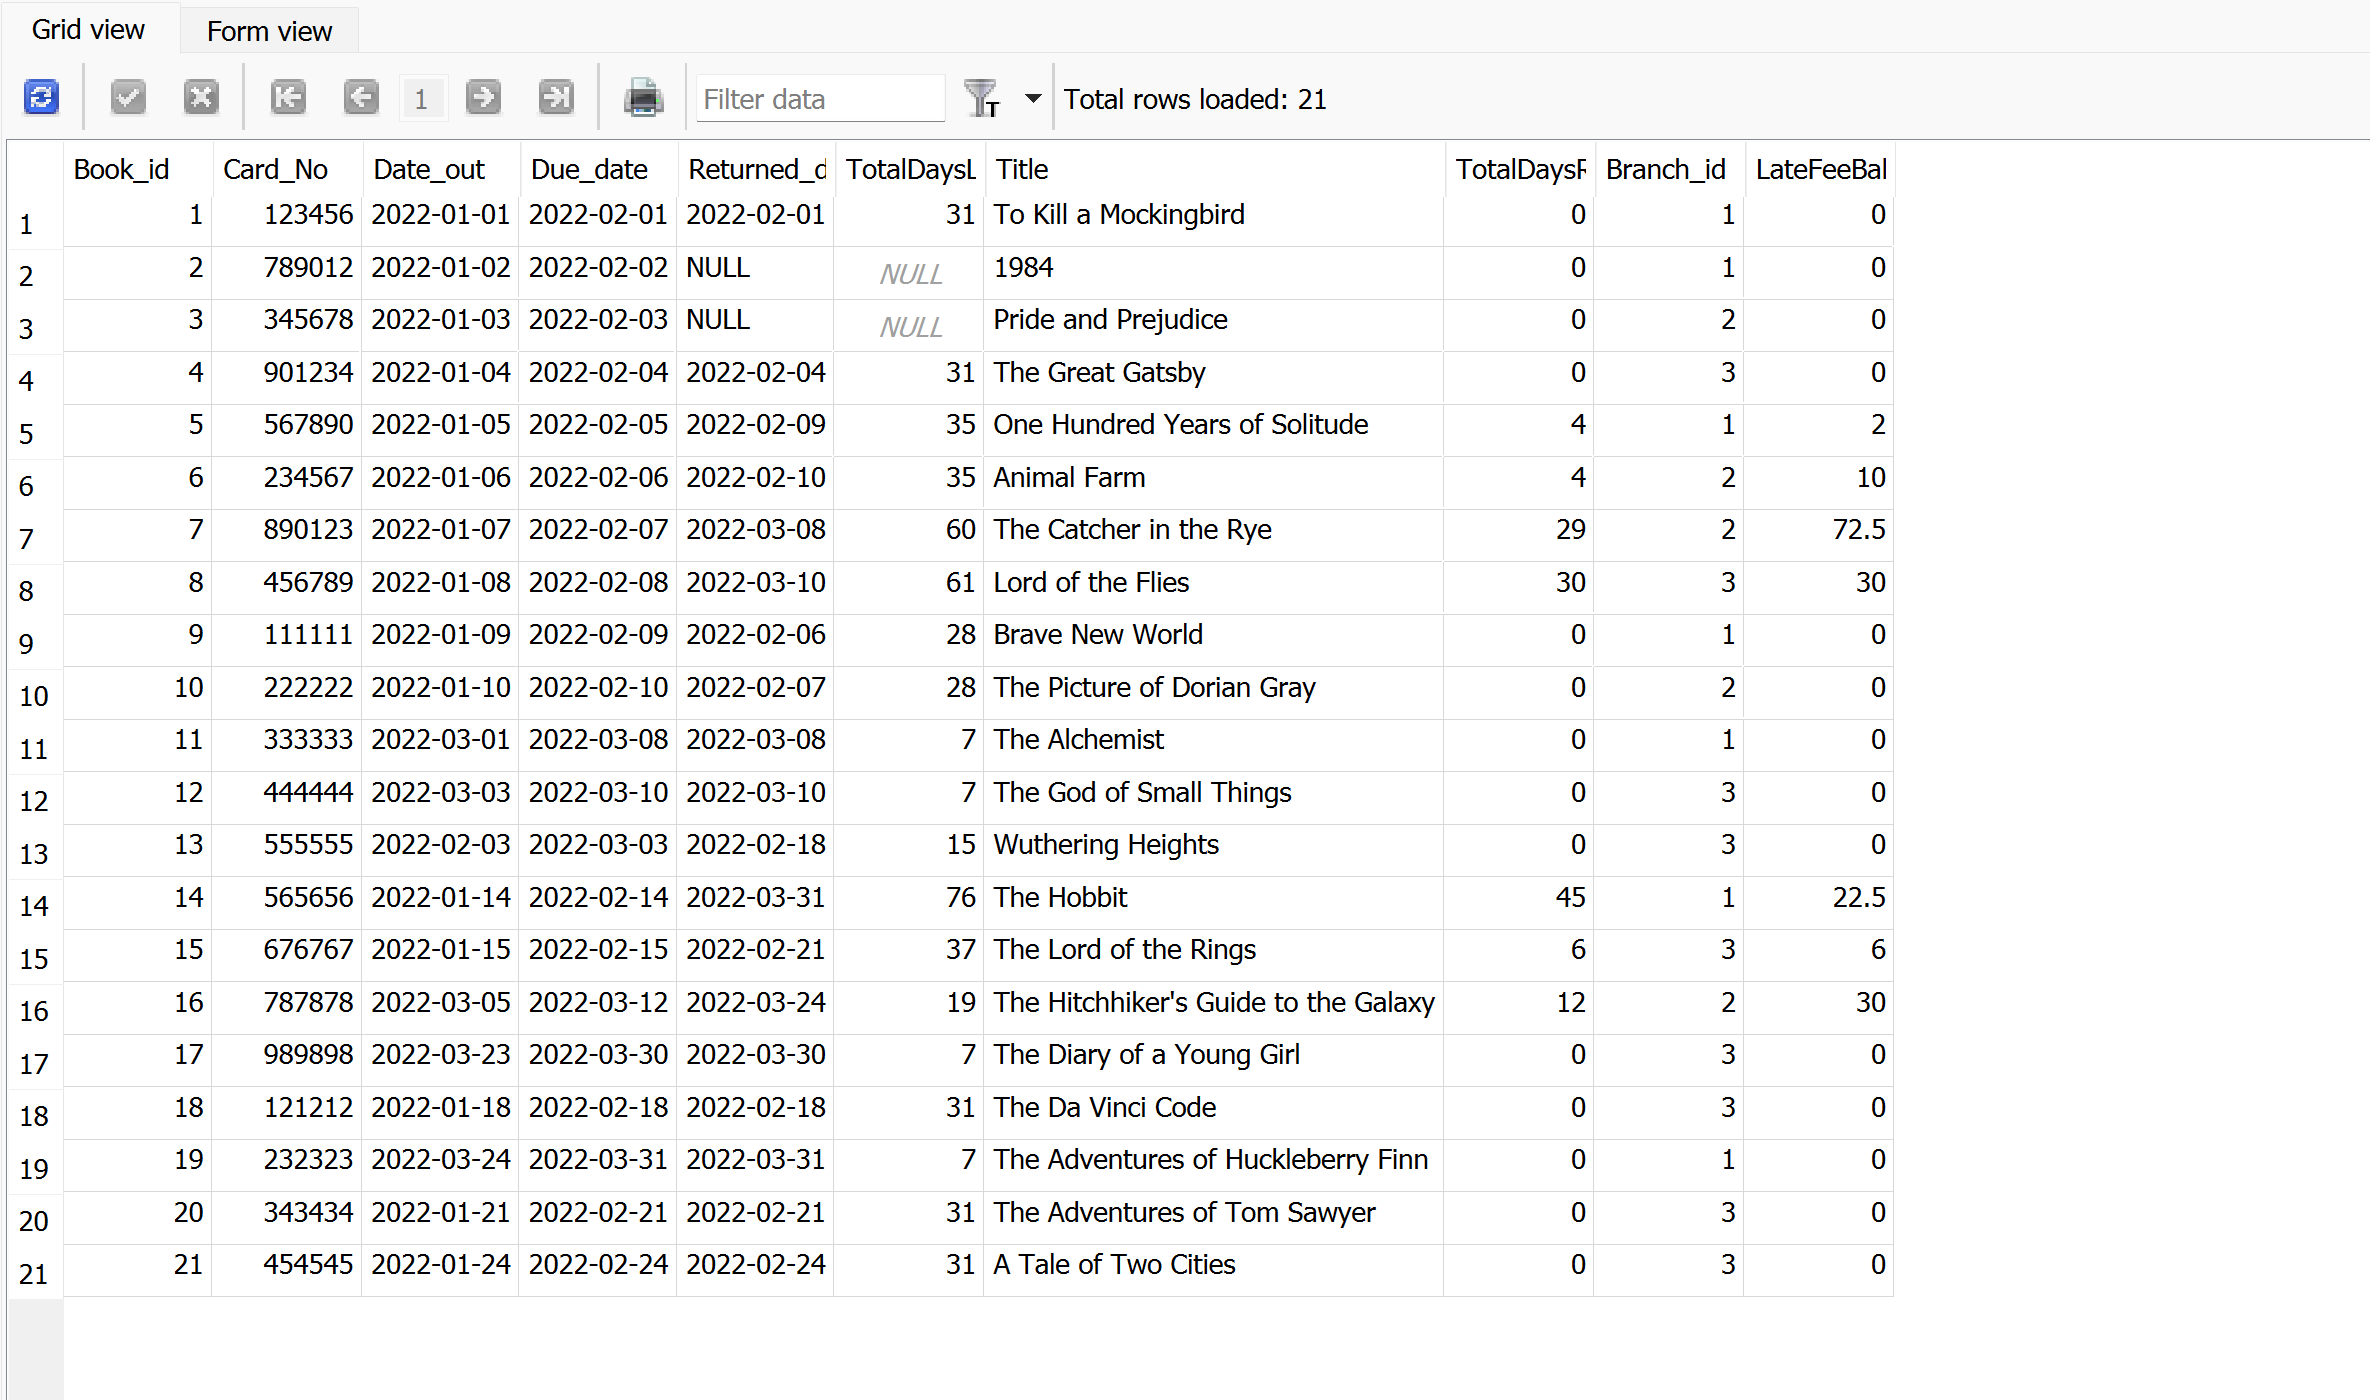 Grid view Form view
1 Filter data T Total rows loaded: 21
Book_id Card_No Date_out Due_date Returned_d TotalDaysL Title TotalDaysR Branch_id LateFeeBal
1 1 123456 2022-01-01 2022-02-01 2022-02-01 31 To Kill a Mockingbird 0 1 0
2 2 789012 2022-01-02 2022-02-02 NULL NULL 1984 0 1 0
3 3 345678 2022-01-03 2022-02-03 NULL NULL Pride and Prejudice 0 2 0
4 4 901234 2022-01-04 2022-02-04 2022-02-04 31 The Great Gatsby 0 3 0
5 5 567890 2022-01-05 2022-02-05 2022-02-09 35 One Hundred Years of Solitude 4 1 2
6 6 234567 2022-01-06 2022-02-06 2022-02-10 35 Animal Farm 4 2 10
7 7 890123 2022-01-07 2022-02-07 2022-03-08 60 The Catcher in the Rye 29 2 72.5
8 8 456789 2022-01-08 2022-02-08 2022-03-10 61 Lord of the Flies 30 3 30
9 9 111111 2022-01-09 2022-02-09 2022-02-06 28 Brave New World 0 1 0
10 10 222222 2022-01-10 2022-02-10 2022-02-07 28 The Picture of Dorian Gray 0 2 0
11 11 333333 2022-03-01 2022-03-08 2022-03-08 7 The Alchemist 0 1 0
12 12 444444 2022-03-03 2022-03-10 2022-03-10 7 The God of Small Things 0 3 0
13 13 555555 2022-02-03 2022-03-03 2022-02-18 15 Wuthering Heights 0 3 0
14 14 565656 2022-01-14 2022-02-14 2022-03-31 76 The Hobbit 45 1 22.5
15 15 676767 2022-01-15 2022-02-15 2022-02-21 37 The Lord of the Rings 6 3 6
16 16 787878 2022-03-05 2022-03-12 2022-03-24 19 The Hitchhiker's Guide to the Galaxy 12 2 30
17 17 989898 2022-03-23 2022-03-30 2022-03-30 7 The Diary of a Young Girl 0 3 0
18 18 121212 2022-01-18 2022-02-18 2022-02-18 31 The Da Vinci Code 0 3 0
19 19 232323 2022-03-24 2022-03-31 2022-03-31 7 The Adventures of Huckleberry Finn 0 1 0
20 20 343434 2022-01-21 2022-02-21 2022-02-21 31 The Adventures of Tom Sawyer 0 3 0
21 21 454545 2022-01-24 2022-02-24 2022-02-24 31 A Tale of Two Cities 0 3 0